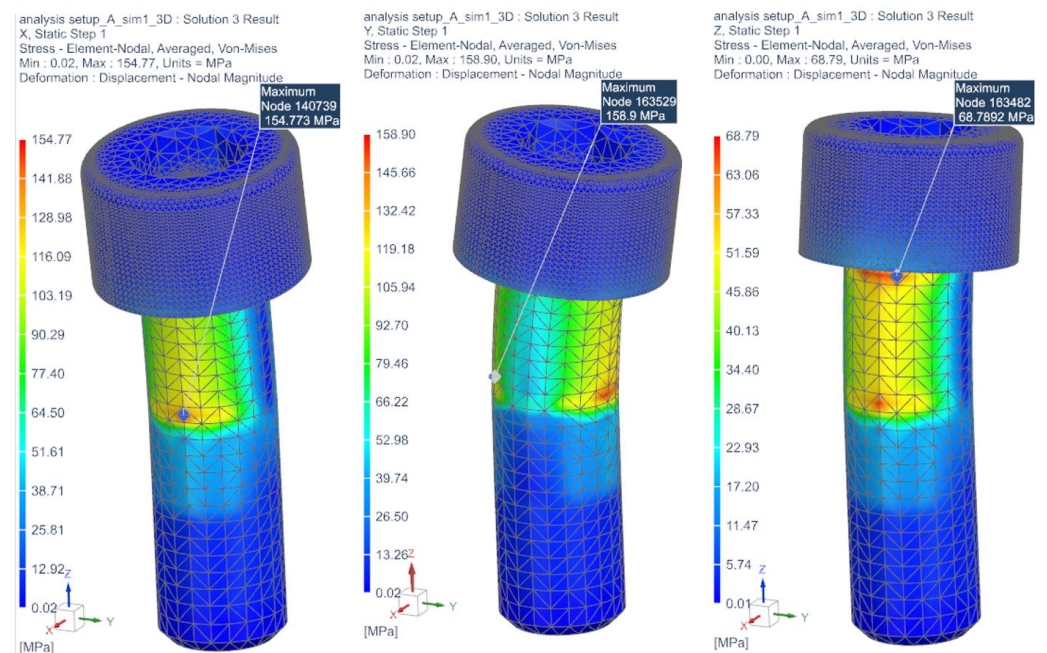 analysis setup_A_sim1_3D : Solution 3 Result
X, Static Step 1
Stress - Element-Nodal, Averaged, Von-Mises
Min : 0.02, Max : 154.77, Units = MPa
Deformation : Displacement - Nodal Magnitude
Maximum
Node 140739
154.773 MPa
154.77
141.88
128.98
116.09
103.19
90.29
77.40
64.50
51.61
38.71
25.81
12.92
0.02
[MPa]
Z
X
Y
analysis setup_A_sim1_3D : Solution 3 Result
Y, Static Step 1
Stress - Element-Nodal, Averaged, Von-Mises
Min : 0.02, Max : 158.90, Units = MPa
Deformation : Displacement - Nodal Magnitude
Maximum
Node 163529
158.9 MPa
158.90
145.66
132.42
119.18
105.94
92.70
79.46
66.22
52.98
39.74
26.50
13.26
0.02
[MPa]
Z
X
Y
analysis setup_A_sim1_3D : Solution 3 Result
Z, Static Step 1
Stress - Element-Nodal, Averaged, Von-Mises
Min : 0.00, Max : 68.79, Units = MPa
Deformation : Displacement - Nodal Magnitude
Maximum
Node 163482
68.7892 MPa
68.79
63.06
57.33
51.59
45.86
40.13
34.40
28.67
22.93
17.20
11.47
5.74
0.01
[MPa]
Z
X
Y